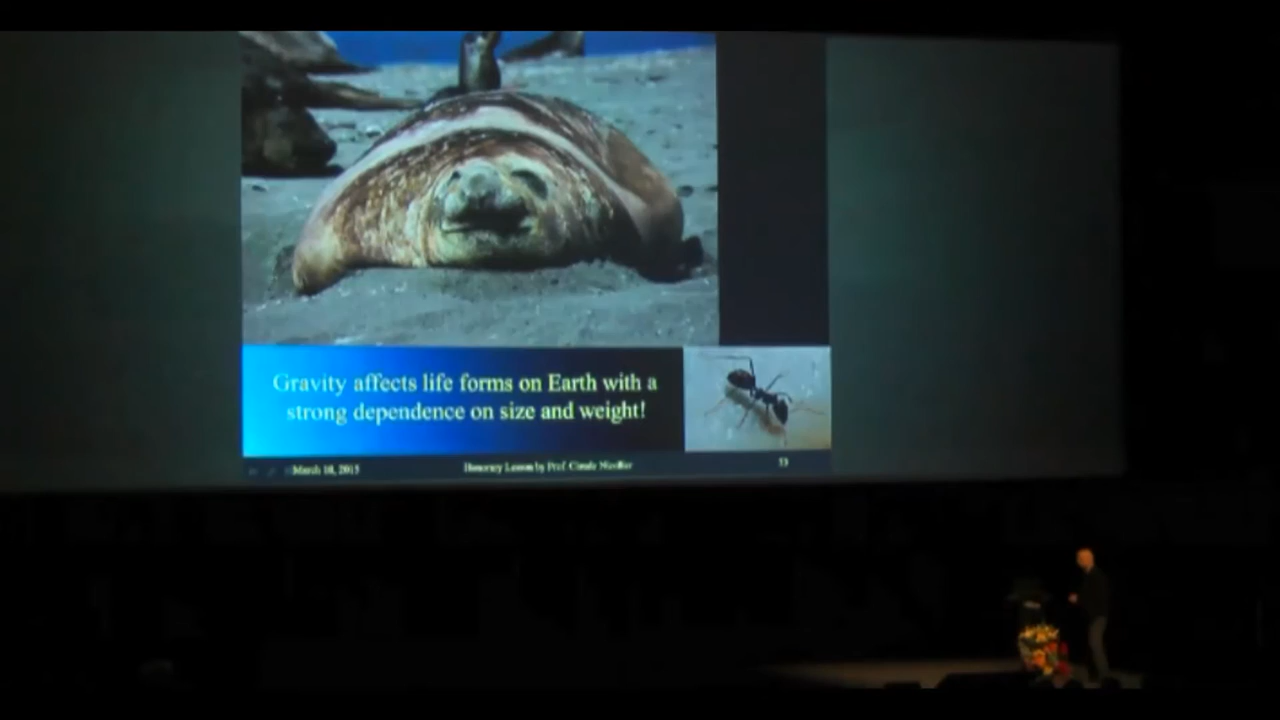 Gravity affects life forms on Earth with a
strong dependence on size and weight!
March 10, 2015
Honorary Lesson by Prof. Claude Nicollier